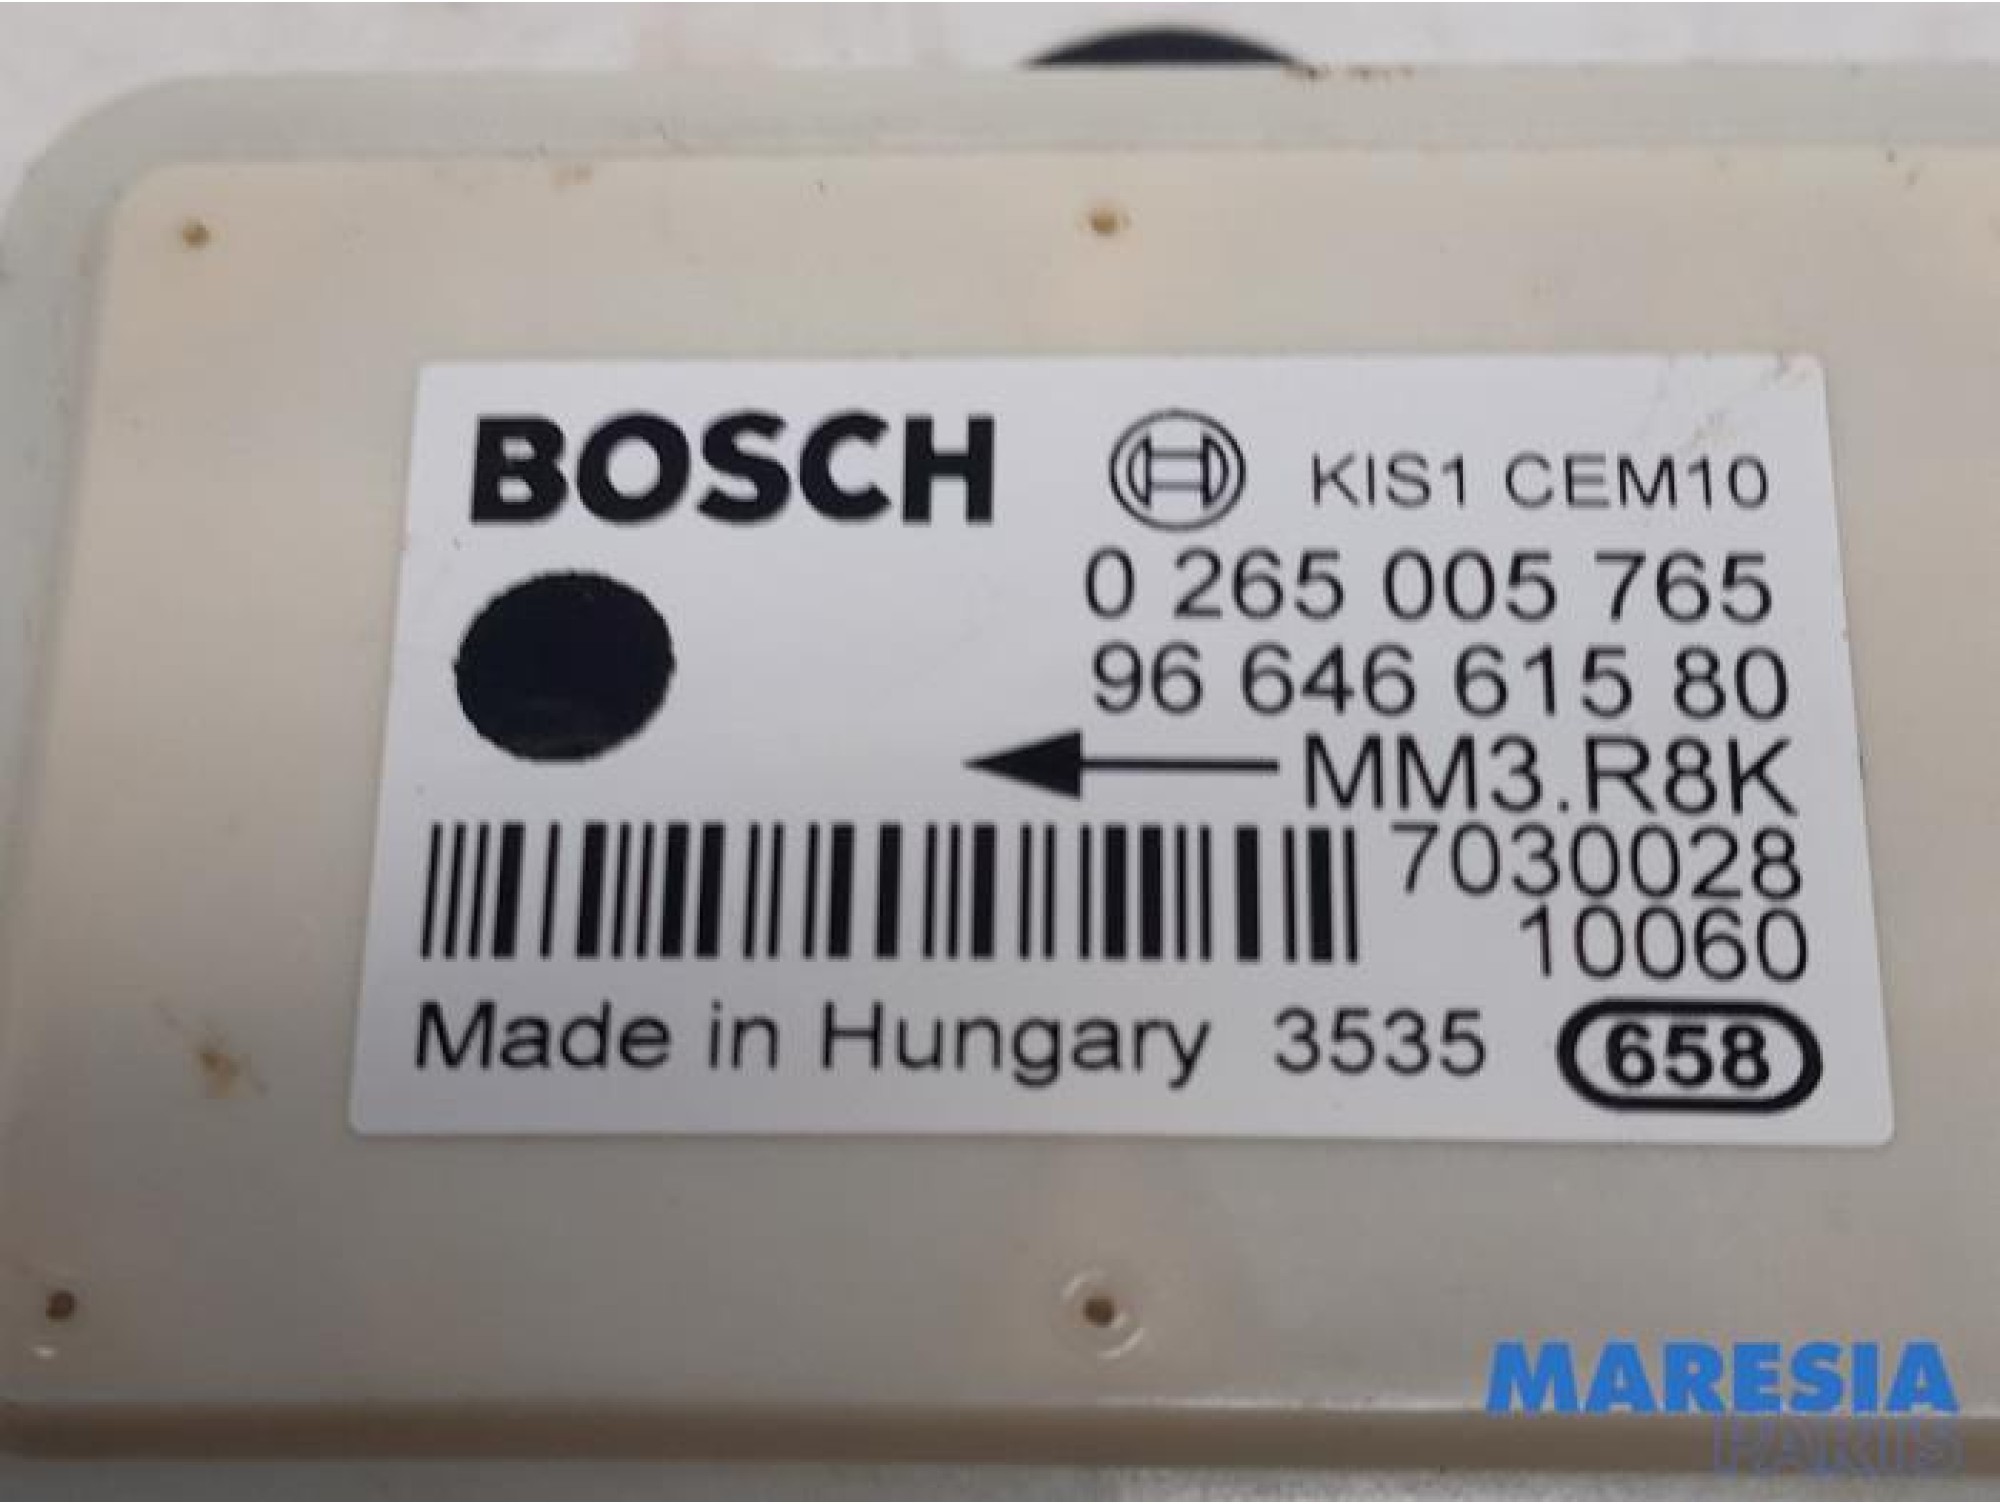 BOSCH KIS1 CEM10
0 265 005 765
96 646 615 80
MM3.R8K
7030028
10060
Made in Hungary 3535 658
MARESIA
PARTS